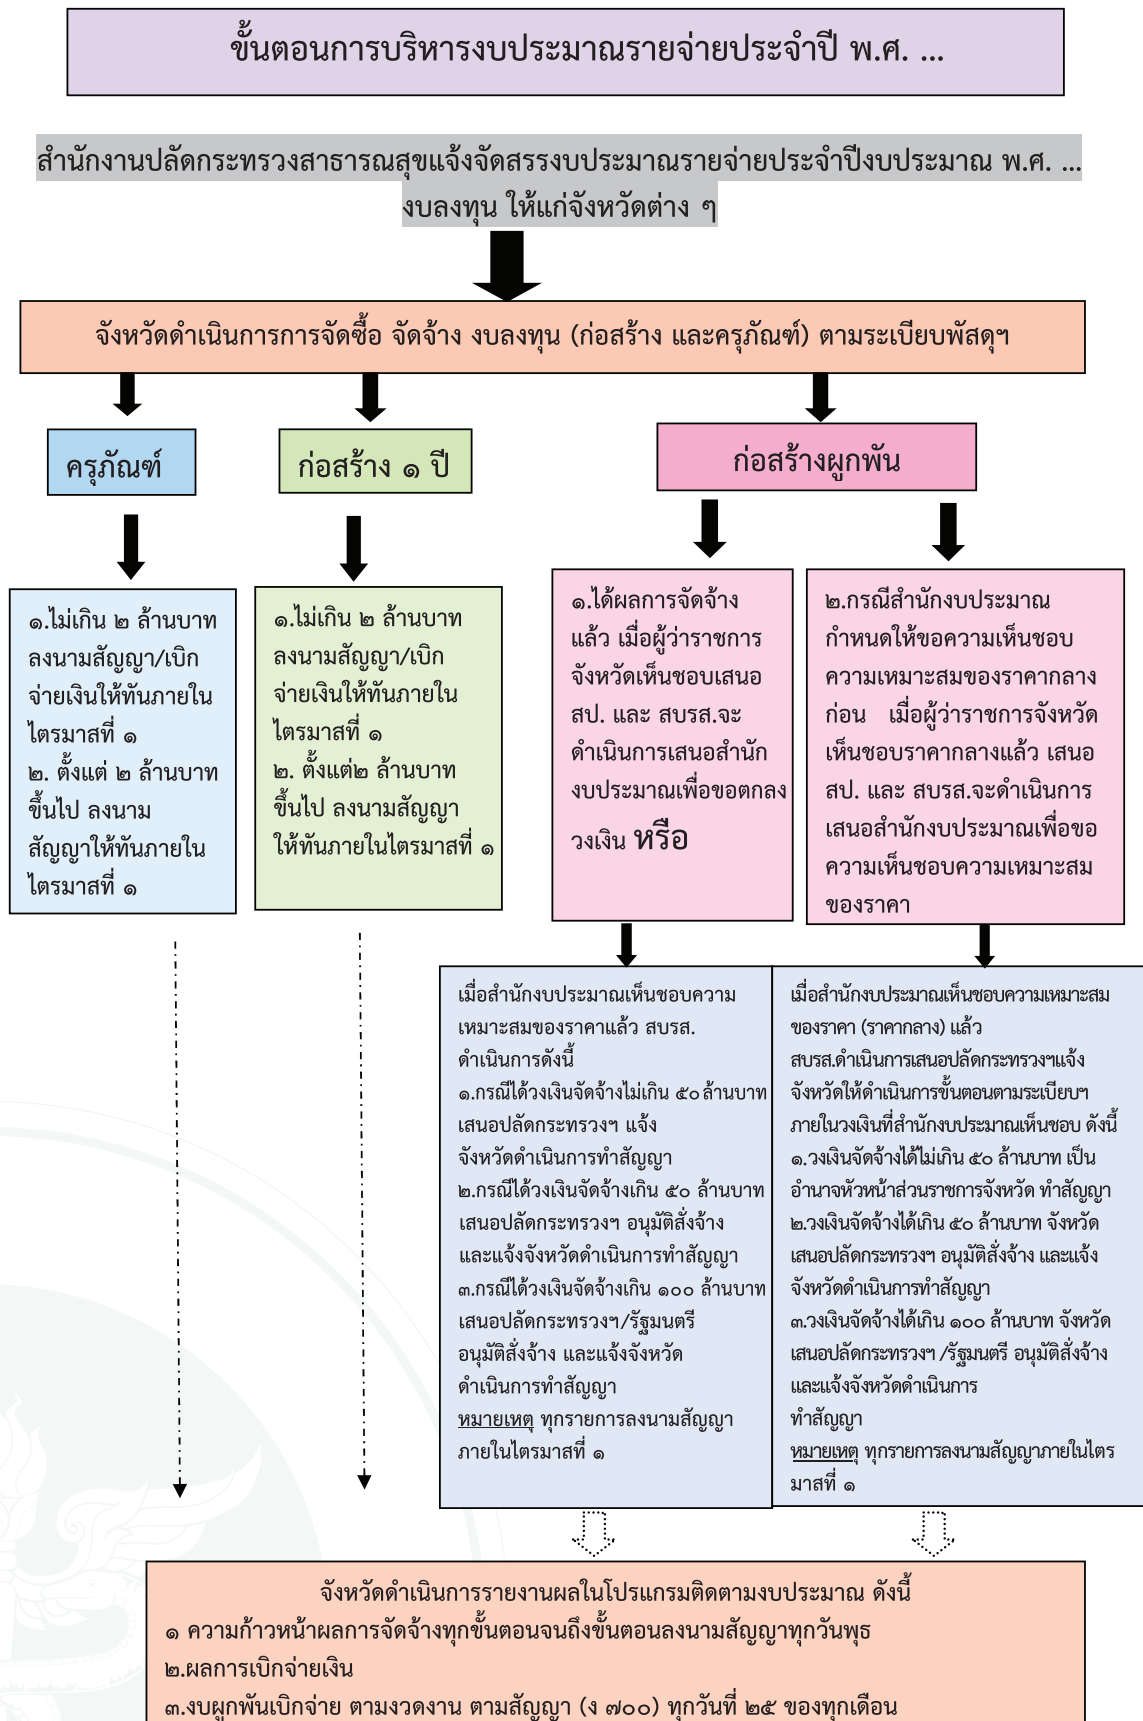 ขั้นตอนการบริหารงบประมาณรายจ่ายประจำปี พ.ศ. ...
สำนักงานปลัดกระทรวงสาธารณสุขแจ้งจัดสรรงบประมาณรายจ่ายประจำปีงบประมาณ พ.ศ. ...
งบลงทุน ให้แก่จังหวัดต่าง ๆ
จังหวัดดำเนินการการจัดซื้อ จัดจ้าง งบลงทุน (ก่อสร้าง และครุภัณฑ์) ตามระเบียบพัสดุฯ
ครุภัณฑ์
ก่อสร้าง ๑ ปี
ก่อสร้างผูกพัน
๑.ไม่เกิน ๒ ล้านบาท
ลงนามสัญญา/เบิก
จ่ายเงินให้ทันภายใน
ไตรมาสที่ ๑
๒. ตั้งแต่ ๒ ล้านบาท
ขึ้นไป ลงนาม
สัญญาให้ทันภายใน
ไตรมาสที่ ๑
๑.ไม่เกิน ๒ ล้านบาท
ลงนามสัญญา/เบิก
จ่ายเงินให้ทันภายใน
ไตรมาสที่ ๑
๒. ตั้งแต่๒ ล้านบาท
ขึ้นไป ลงนามสัญญา
ให้ทันภายในไตรมาสที่ ๑
๑.ได้ผลการจัดจ้าง
แล้ว เมื่อผู้ว่าราชการ
จังหวัดเห็นชอบเสนอ
สป. และ สบรส.จะ
ดำเนินการเสนอสำนัก
งบประมาณเพื่อขอตกลง
วงเงิน หรือ
๒.กรณีสำนักงบประมาณ
กำหนดให้ขอความเห็นชอบ
ความเหมาะสมของราคากลาง
ก่อน เมื่อผู้ว่าราชการจังหวัด
เห็นชอบราคากลางแล้ว เสนอ
สป. และ สบรส.จะดำเนินการ
เสนอสำนักงบประมาณเพื่อขอ
ความเห็นชอบความเหมาะสม
ของราคา
เมื่อสำนักงบประมาณเห็นชอบความ
เหมาะสมของราคาแล้ว สบรส.
ดำเนินการดังนี้
๑.กรณีได้วงเงินจัดจ้างไม่เกิน ๕๐ ล้านบาท
เสนอปลัดกระทรวงฯ แจ้ง
จังหวัดดำเนินการทำสัญญา
๒.กรณีได้วงเงินจัดจ้างเกิน ๕๐ ล้านบาท
เสนอปลัดกระทรวงฯ อนุมัติสั่งจ้าง
และแจ้งจังหวัดดำเนินการทำสัญญา
๓.กรณีได้วงเงินจัดจ้างเกิน ๑๐๐ ล้านบาท
เสนอปลัดกระทรวงฯ/รัฐมนตรี
อนุมัติสั่งจ้าง และแจ้งจังหวัด
ดำเนินการทำสัญญา
หมายเหตุ ทุกรายการลงนามสัญญา
ภายในไตรมาสที่ ๑
เมื่อสำนักงบประมาณเห็นชอบความเหมาะสม
ของราคา (ราคากลาง) แล้ว
สบรส.ดำเนินการเสนอปลัดกระทรวงฯแจ้ง
จังหวัดให้ดำเนินการขั้นตอนตามระเบียบฯ
ภายในวงเงินที่สำนักงบประมาณเห็นชอบ ดังนี้
๑.วงเงินจัดจ้างได้ไม่เกิน ๕๐ ล้านบาท เป็น
อำนาจหัวหน้าส่วนราชการจังหวัด ทำสัญญา
๒.วงเงินจัดจ้างได้เกิน ๕๐ ล้านบาท จังหวัด
เสนอปลัดกระทรวงฯ อนุมัติสั่งจ้าง และแจ้ง
จังหวัดดำเนินการทำสัญญา
๓.วงเงินจัดจ้างได้เกิน ๑๐๐ ล้านบาท จังหวัด
เสนอปลัดกระทรวงฯ /รัฐมนตรี อนุมัติสั่งจ้าง
และแจ้งจังหวัดดำเนินการ
ทำสัญญา
หมายเหตุ ทุกรายการลงนามสัญญาภายในไตร
มาสที่ ๑
จังหวัดดำเนินการรายงานผลในโปรแกรมติดตามงบประมาณ ดังนี้
๑ ความก้าวหน้าผลการจัดจ้างทุกขั้นตอนจนถึงขั้นตอนลงนามสัญญาทุกวันพุธ
๒.ผลการเบิกจ่ายเงิน
๓.งบผูกพันเบิกจ่าย ตามงวดงาน ตามสัญญา (ง ๗๐๐) ทุกวันที่ ๒๕ ของทุกเดือน